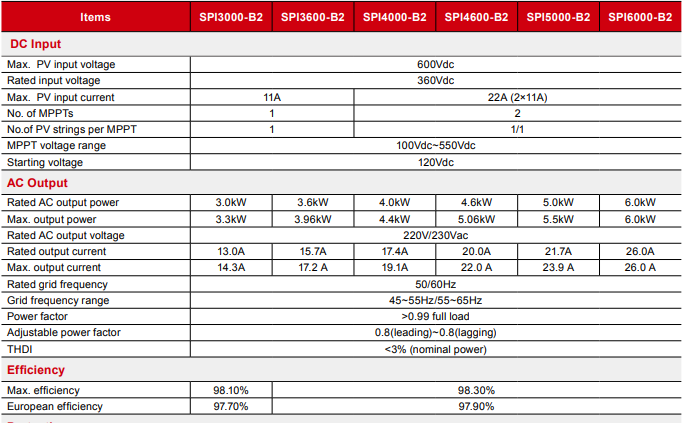 Items SPI3000-B2 SPI3600-B2 SPI4000-B2 SPI4600-B2 SPI5000-B2 SPI6000-B2
DC Input
Max. PV input voltage 600Vdc
Rated input voltage 360Vdc
Max. PV input current 11A 22A (2×11A)
No. of MPPTs 1 2
No.of PV strings per MPPT 1 1/1
MPPT voltage range 100Vdc~550Vdc
Starting voltage 120Vdc
AC Output
Rated AC output power 3.0kW 3.6kW 4.0kW 4.6kW 5.0kW 6.0kW
Max. output power 3.3kW 3.96kW 4.4kW 5.06kW 5.5kW 6.0kW
Rated AC output voltage 220V/230Vac
Rated output current 13.0A 15.7A 17.4A 20.0A 21.7A 26.0A
Max. output current 14.3A 17.2 A 19.1A 22.0 A 23.9 A 26.0 A
Rated grid frequency 50/60Hz
Grid frequency range 45~55Hz/55~65Hz
Power factor >0.99 full load
Adjustable power factor 0.8(leading)~0.8(lagging)
THDI <3% (nominal power)
Efficiency
Max. efficiency 98.10% 98.30%
European efficiency 97.70% 97.90%